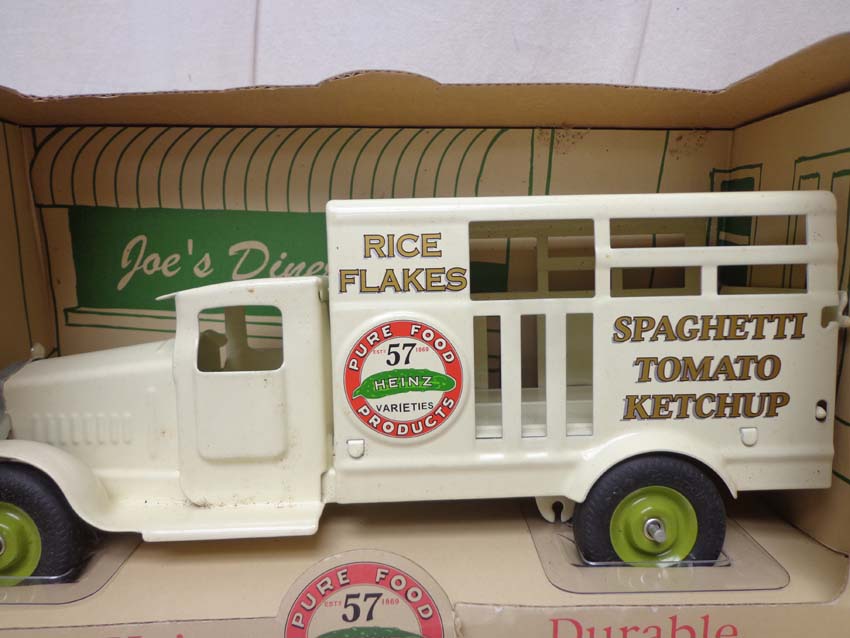 Joe's Diner
RICE
FLAKES
PURE FOOD
ESTD 1869
57
HEINZ
VARIETIES
PRODUCTS
SPAGHETTI
TOMATO
KETCHUP
PURE FOOD
ESTD 1869
57
Durable